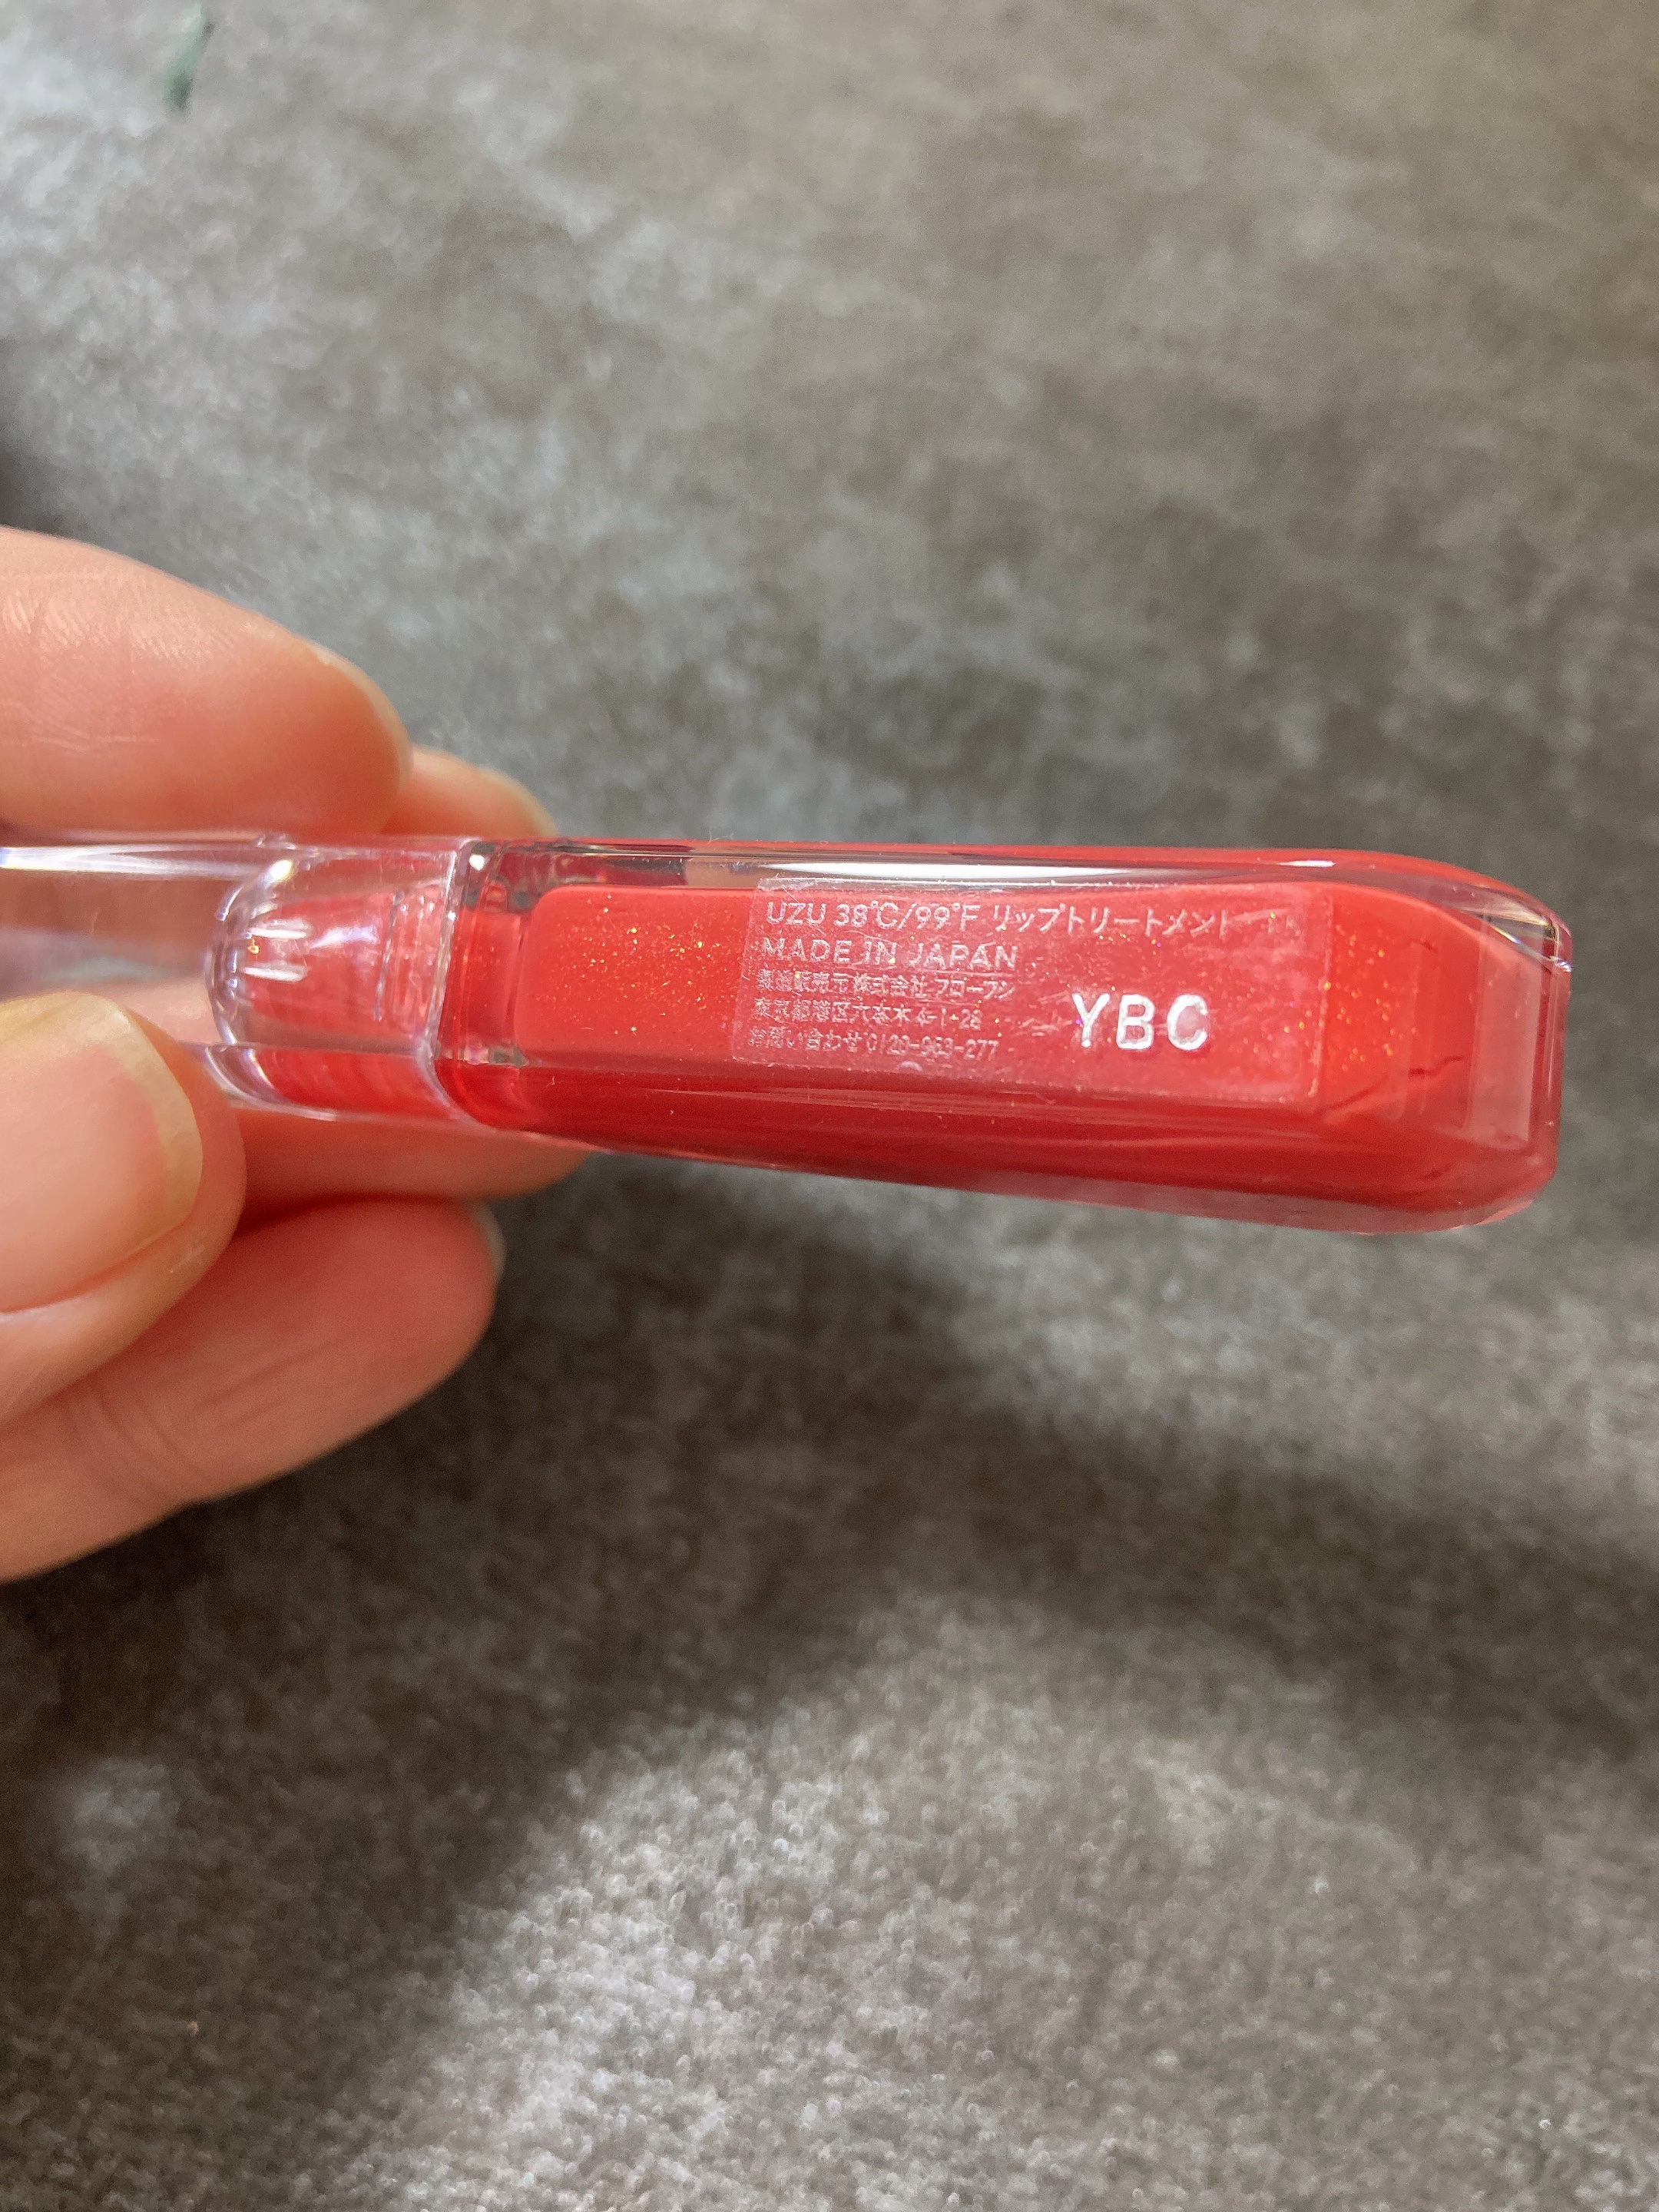 UZU 38℃/99°F リップトリートメント
MADE IN JAPAN
製造販売元 株式会社 フローフシ
東京都港区六本木4-1-28
お問い合わせ 0120-963-277
YBC